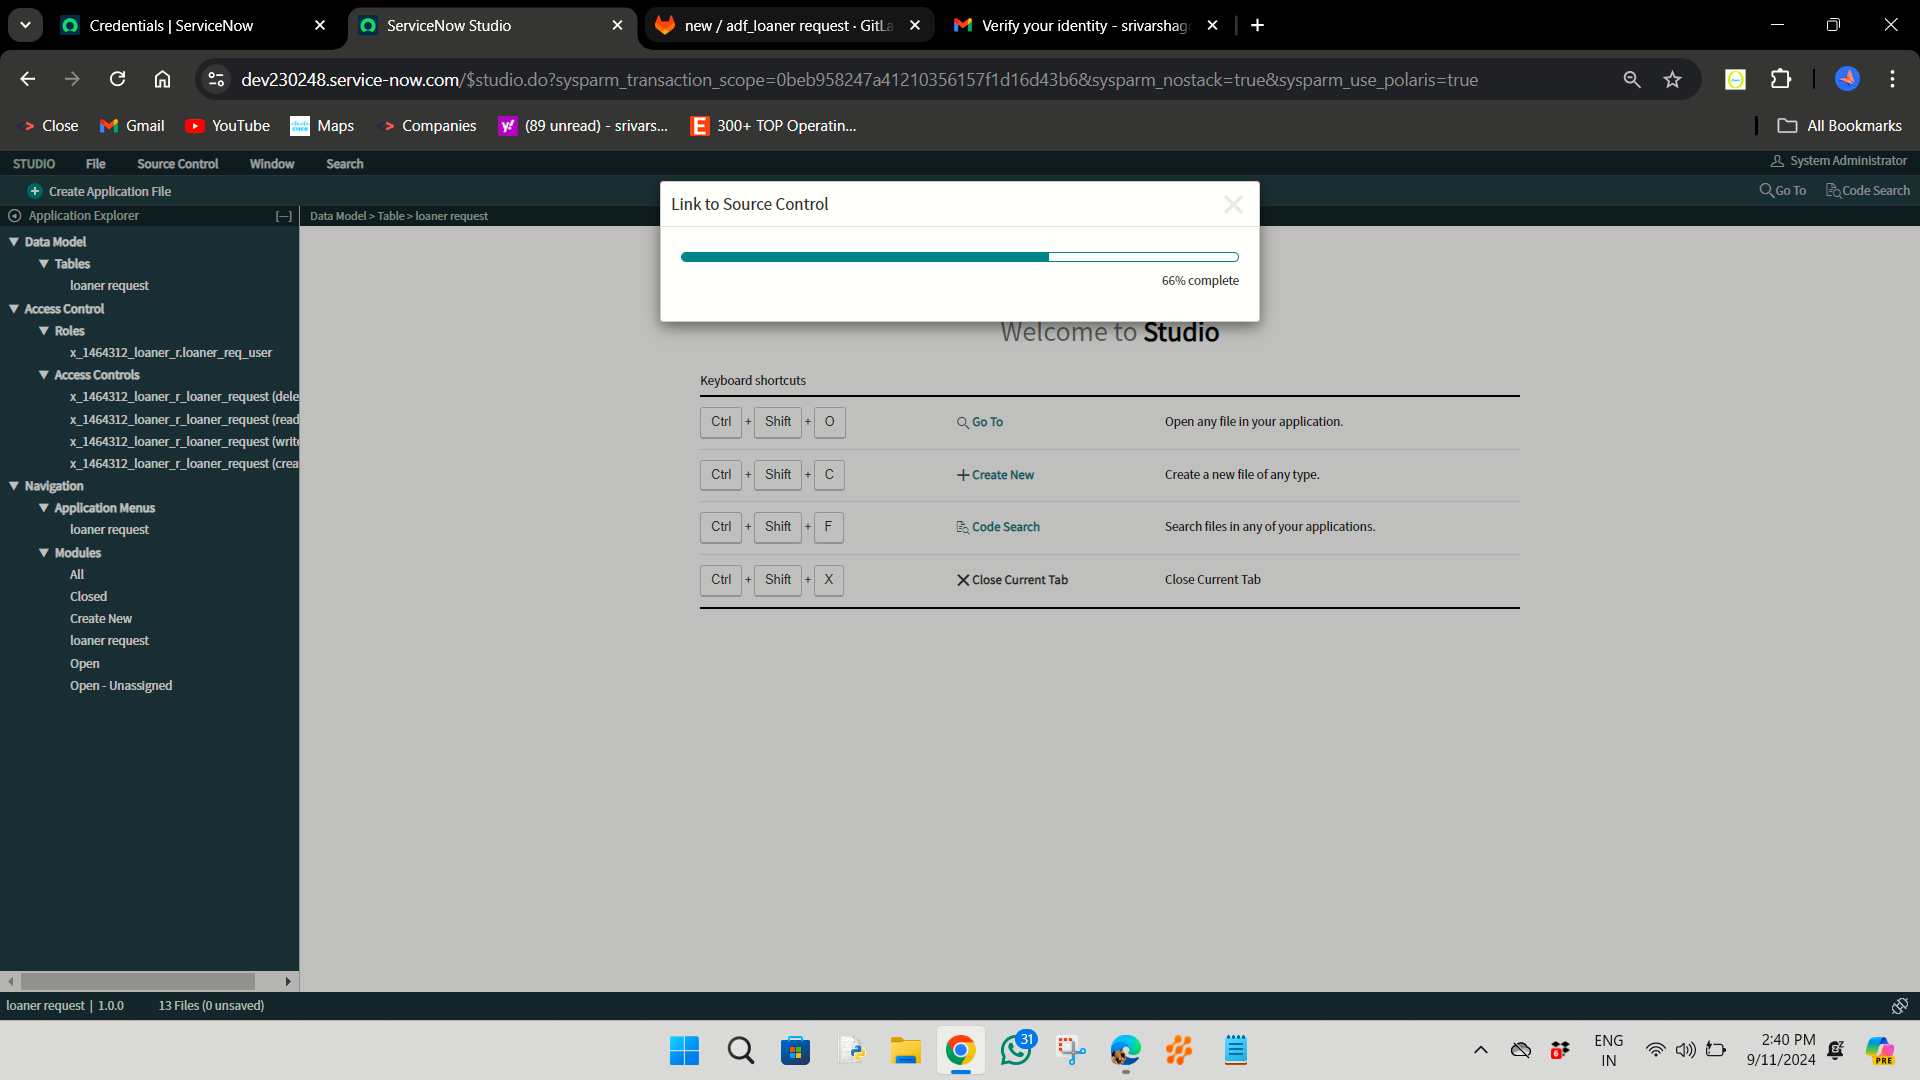 Credentials | ServiceNow
ServiceNow Studio
new / adf_loaner request · GitLa
Verify your identity - srivarshag
dev230248.service-now.com/$studio.do?sysparm_transaction_scope=0beb958247a41210356157f1d16d43b6&sysparm_nostack=true&sysparm_use_polaris=true
Close
Gmail
YouTube
Maps
Companies
(89 unread) - srivars...
300+ TOP Operatin...
All Bookmarks
STUDIO File Source Control Window Search
System Administrator
Create Application File
Go To
Code Search
Application Explorer
Data Model > Table > loaner request
Link to Source Control
66% complete
Data Model
Tables
loaner request
Access Control
Roles
x_1464312_loaner_r.loaner_req_user
Access Controls
x_1464312_loaner_r_loaner_request (dele
x_1464312_loaner_r_loaner_request (read
x_1464312_loaner_r_loaner_request (write
x_1464312_loaner_r_loaner_request (crea
Navigation
Application Menus
loaner request
Modules
All
Closed
Create New
loaner request
Open
Open - Unassigned
Welcome to Studio
Keyboard shortcuts
Ctrl + Shift + O Go To Open any file in your application.
Ctrl + Shift + C Create New Create a new file of any type.
Ctrl + Shift + F Code Search Search files in any of your applications.
Ctrl + Shift + X Close Current Tab Close Current Tab
loaner request | 1.0.0 13 Files (0 unsaved)
31
6
ENG
IN
2:40 PM
9/11/2024
PRE